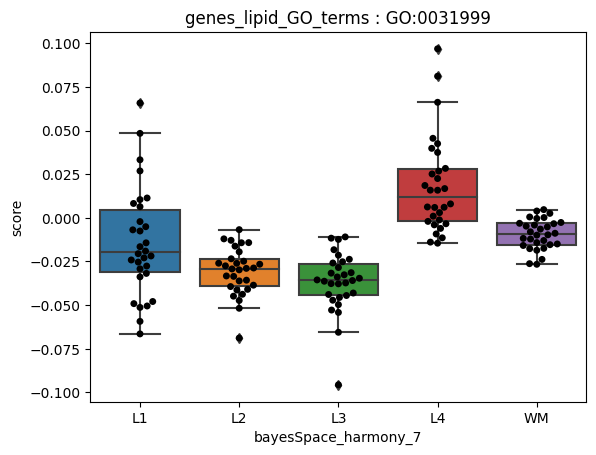 genes_lipid_GO_terms : GO:0031999
score
0.100
0.075
0.050
0.025
0.000
−0.025
−0.050
−0.075
−0.100
L1 L2 L3 L4 WM
bayesSpace_harmony_7